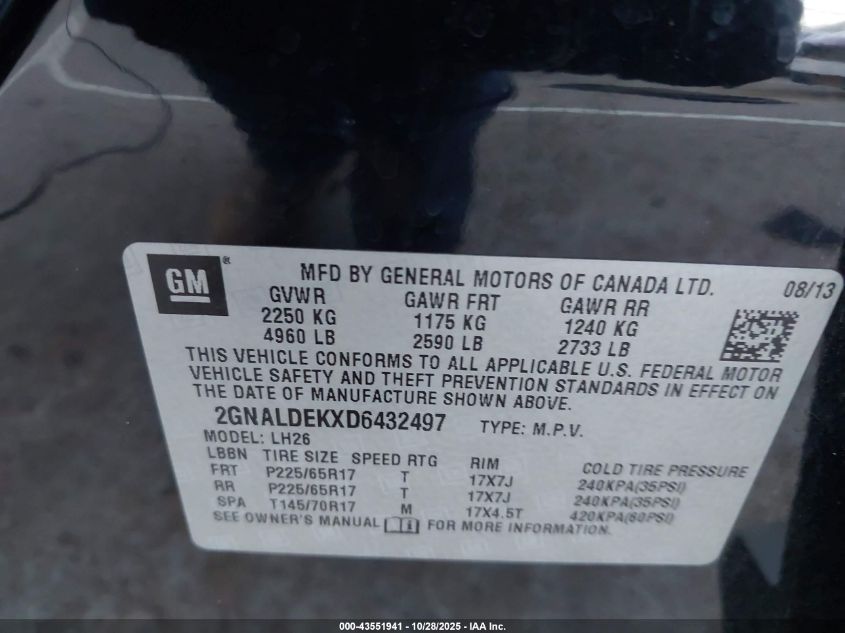 GM®
MFD BY GENERAL MOTORS OF CANADA LTD. 08/13
GVWR GAWR FRT GAWR RR
2250 KG 1175 KG 1240 KG
4960 LB 2590 LB 2733 LB
THIS VEHICLE CONFORMS TO ALL APPLICABLE U.S. FEDERAL MOTOR
VEHICLE SAFETY AND THEFT PREVENTION STANDARDS IN EFFECT ON
THE DATE OF MANUFACTURE SHOWN ABOVE.
2GNALDEKXD6432497 TYPE: M.P.V.
MODEL: LH26
LBBN TIRE SIZE SPEED RTG RIM COLD TIRE PRESSURE
FRT P225/65R17 T 17X7J 240KPA(35PSI)
RR P225/65R17 T 17X7J 240KPA(35PSI)
SPA T145/70R17 M 17X4.5T 420KPA(60PSI)
SEE OWNER'S MANUAL FOR MORE INFORMATION.
000-43551941 / 10/28/2025 - IAA Inc.